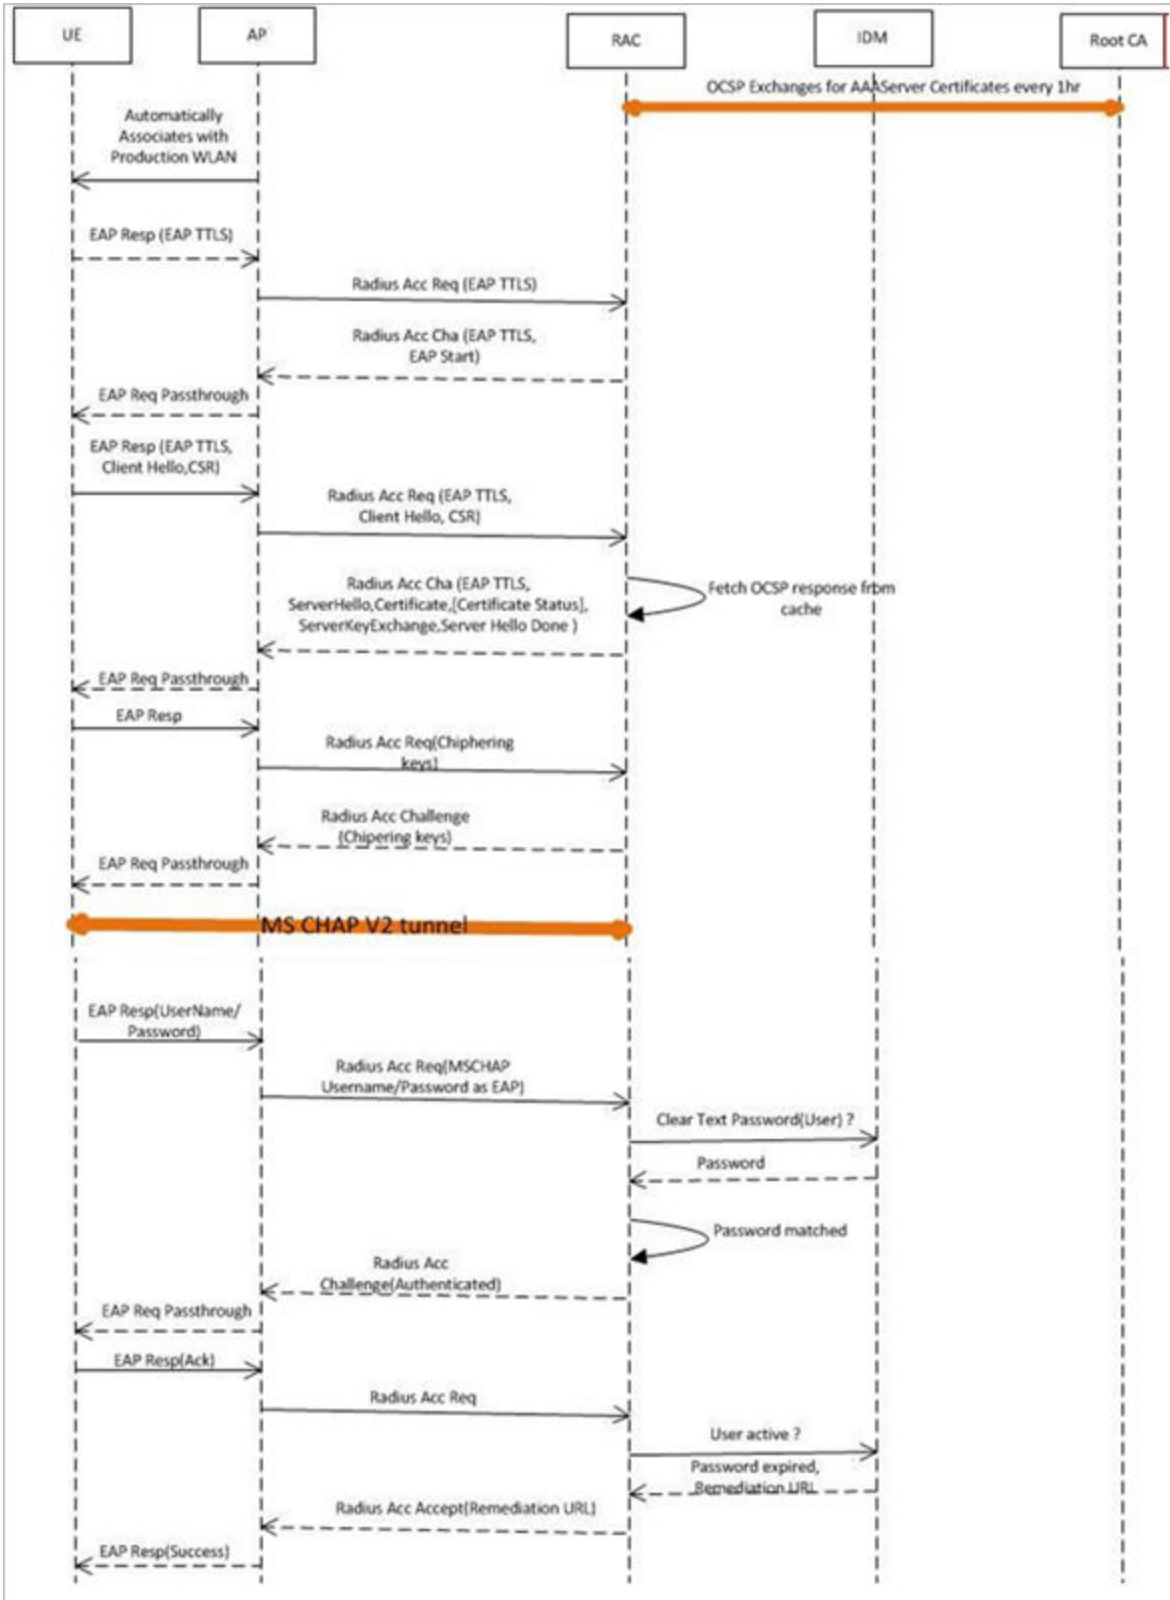 UE
AP
RAC
IDM
Root CA
OCSP Exchanges for AAAServer Certificates every 1hr
Automatically
Associates with
Production WLAN
EAP Resp (EAP TTLS)
Radius Acc Req (EAP TTLS)
Radius Acc Cha (EAP TTLS,
EAP Start)
EAP Req Passthrough
EAP Resp (EAP TTLS,
Client Hello,CSR)
Radius Acc Req (EAP TTLS,
Client Hello, CSR)
Fetch OCSP response from
cache
Radius Acc Cha (EAP TTLS,
ServerHello,Certificate,[Certificate Status],
ServerKeyExchange,Server Hello Done )
EAP Req Passthrough
EAP Resp
Radius Acc Req(Chiphering
keys)
Radius Acc Challenge
(Chipering keys)
EAP Req Passthrough
MS CHAP V2 tunnel
EAP Resp(UserName/
Password)
Radius Acc Req(MSCHAP
Username/Password as EAP)
Clear Text Password(User) ?
Password
Password matched
Radius Acc
Challenge(Authenticated)
EAP Req Passthrough
EAP Resp(Ack)
Radius Acc Req
User active ?
Password expired,
Remediation URL
Radius Acc Accept(Remediation URL)
EAP Resp(Success)